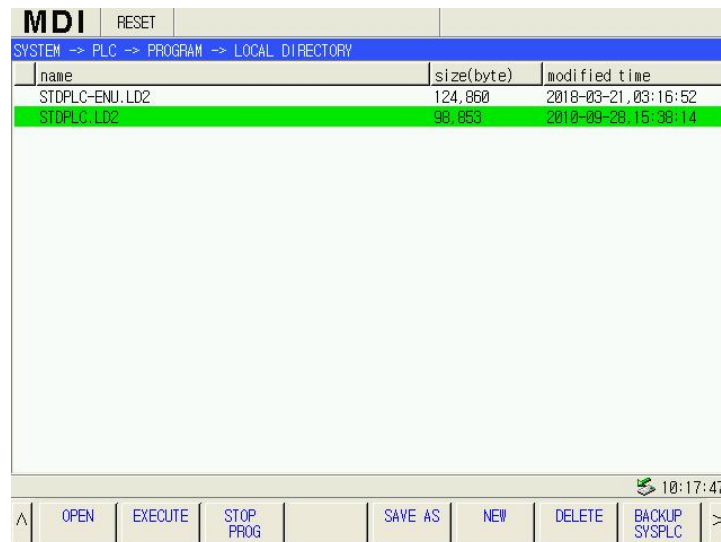 MDI RESET
SYSTEM -> PLC -> PROGRAM -> LOCAL DIRECTORY
name size(byte) modified time
STDPLC-ENU.LD2 124,860 2018-03-21,03:16:52
STDPLC.LD2 98,853 2010-09-28,15:38:14
10:17:47
OPEN EXECUTE STOP PROG SAVE AS NEW DELETE BACKUP SYSPLC >